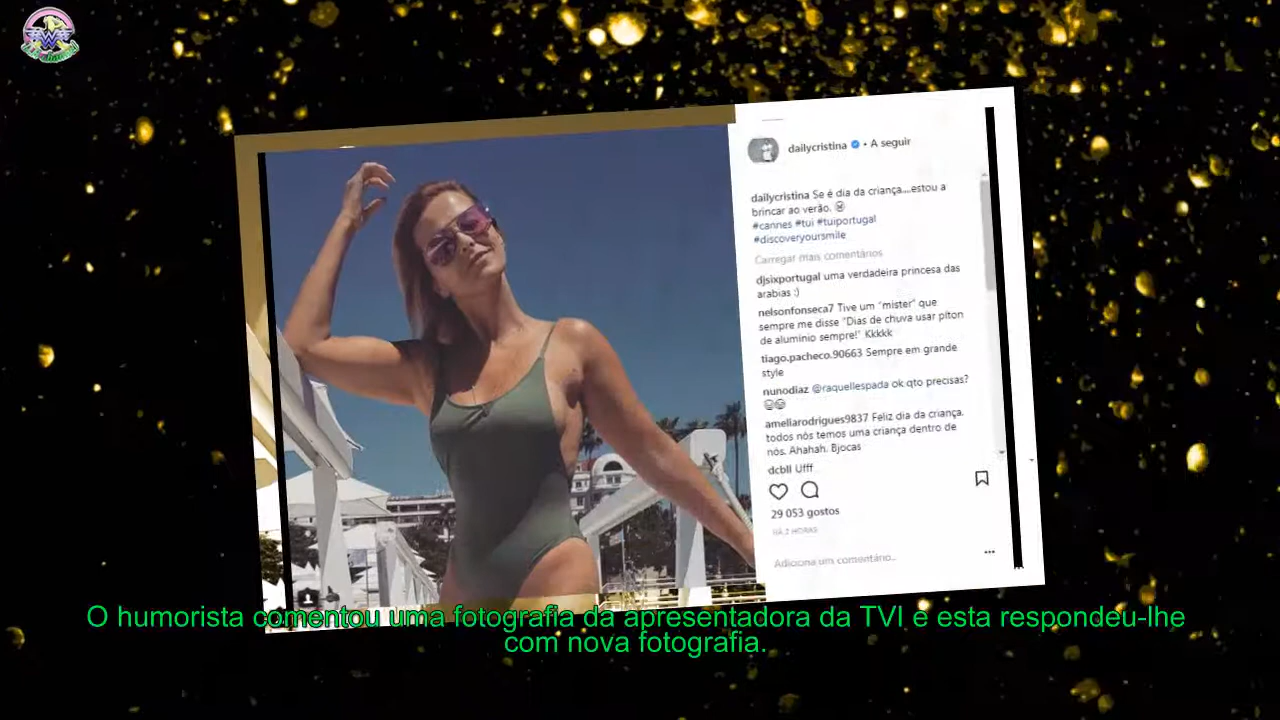 dailycristina • A seguir
dailycristina Se é dia da criança....estou a
brincar ao verão.
#cannes #tui #tuiportugal
#discoveryoursmile
Carregar mais comentários
djsixportugal uma verdadeira princesa das
arabias :)
nelsonfonseca7 Tive um "mister" que
sempre me disse "Dias de chuva usar píton
de alumínio sempre!" Kkkkk
tiago.pacheco.90663 Sempre em grande
style
nunodiaz @raquellespada ok qto precisas?
ameliarodrigues9837 Feliz dia da criança,
todos nós temos uma criança dentro de
nós. Ahahah. Bjocas
dcbll Ufff
29 053 gostos
HÁ 2 HORAS
Adiciona um comentário...
O humorista comentou uma fotografia da apresentadora da TVI e esta respondeu-lhe
com nova fotografia.